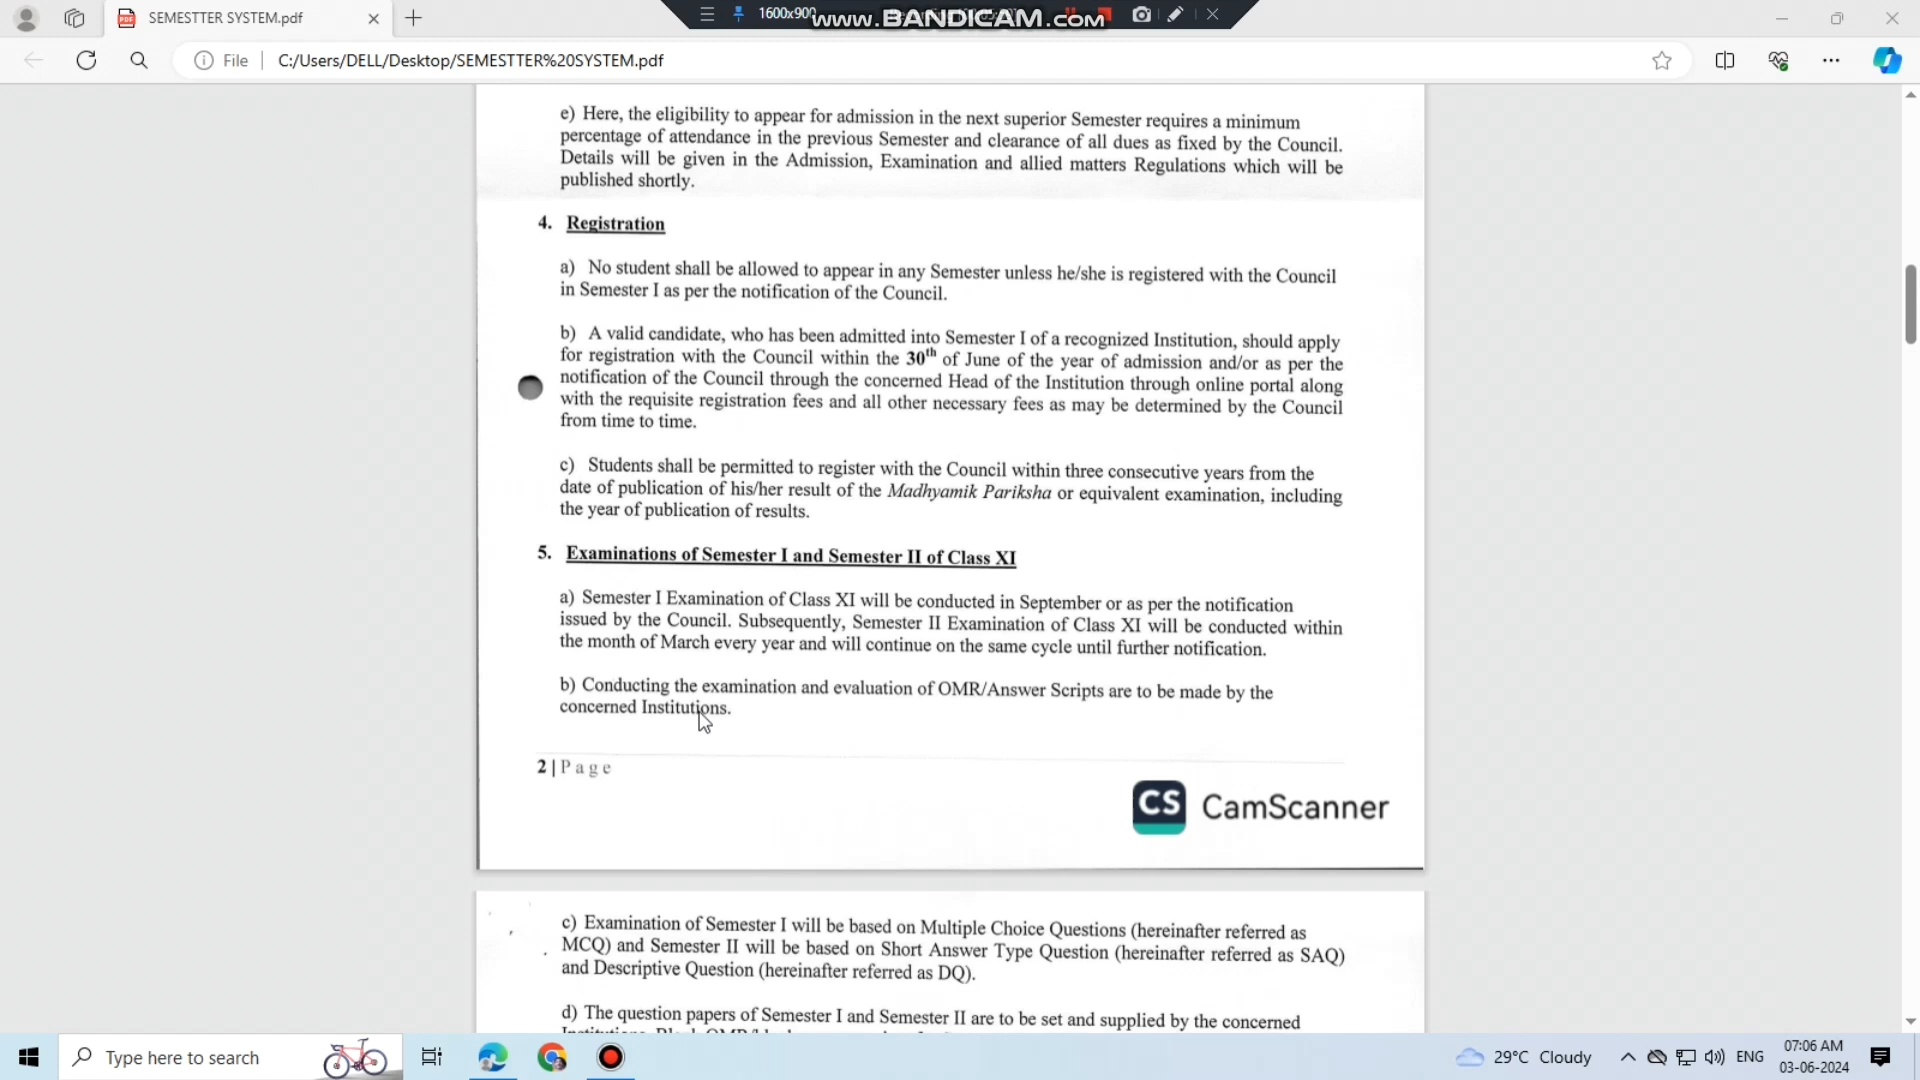 SEMESTTER SYSTEM.pdf
1600x900
www.BANDICAM.com
File
C:/Users/DELL/Desktop/SEMESTTER%20SYSTEM.pdf
e) Here, the eligibility to appear for admission in the next superior Semester requires a minimum
percentage of attendance in the previous Semester and clearance of all dues as fixed by the Council.
Details will be given in the Admission, Examination and allied matters Regulations which will be
published shortly.
4. Registration
a) No student shall be allowed to appear in any Semester unless he/she is registered with the Council
in Semester I as per the notification of the Council.
b) A valid candidate, who has been admitted into Semester I of a recognized Institution, should apply
for registration with the Council within the 30th of June of the year of admission and/or as per the
notification of the Council through the concerned Head of the Institution through online portal along
with the requisite registration fees and all other necessary fees as may be determined by the Council
from time to time.
c) Students shall be permitted to register with the Council within three consecutive years from the
date of publication of his/her result of the Madhyamik Pariksha or equivalent examination, including
the year of publication of results.
5. Examinations of Semester I and Semester II of Class XI
a) Semester I Examination of Class XI will be conducted in September or as per the notification
issued by the Council. Subsequently, Semester II Examination of Class XI will be conducted within
the month of March every year and will continue on the same cycle until further notification.
b) Conducting the examination and evaluation of OMR/Answer Scripts are to be made by the
concerned Institutions.
2 | Page
CS CamScanner
c) Examination of Semester I will be based on Multiple Choice Questions (hereinafter referred as
MCQ) and Semester II will be based on Short Answer Type Question (hereinafter referred as SAQ)
and Descriptive Question (hereinafter referred as DQ).
d) The question papers of Semester I and Semester II are to be set and supplied by the concerned
Type here to search
29°C Cloudy
ENG
07:06 AM
03-06-2024